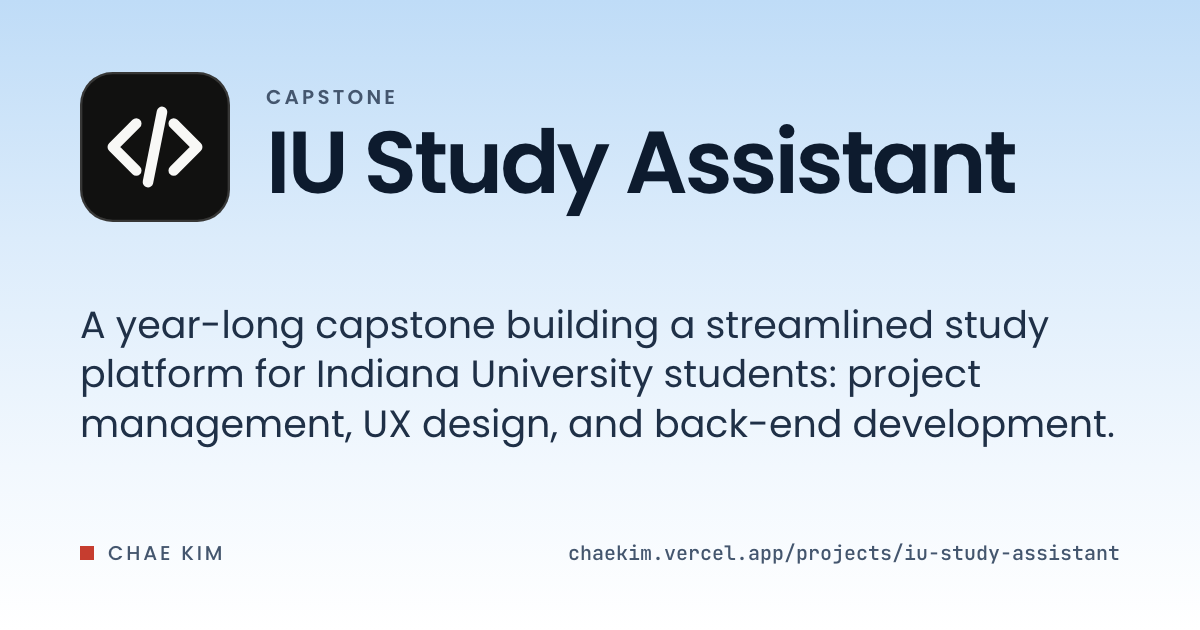 CAPSTONE
IU Study Assistant
A year-long capstone building a streamlined study
platform for Indiana University students: project
management, UX design, and back-end development.
CHAE KIM
chaekim.vercel.app/projects/iu-study-assistant